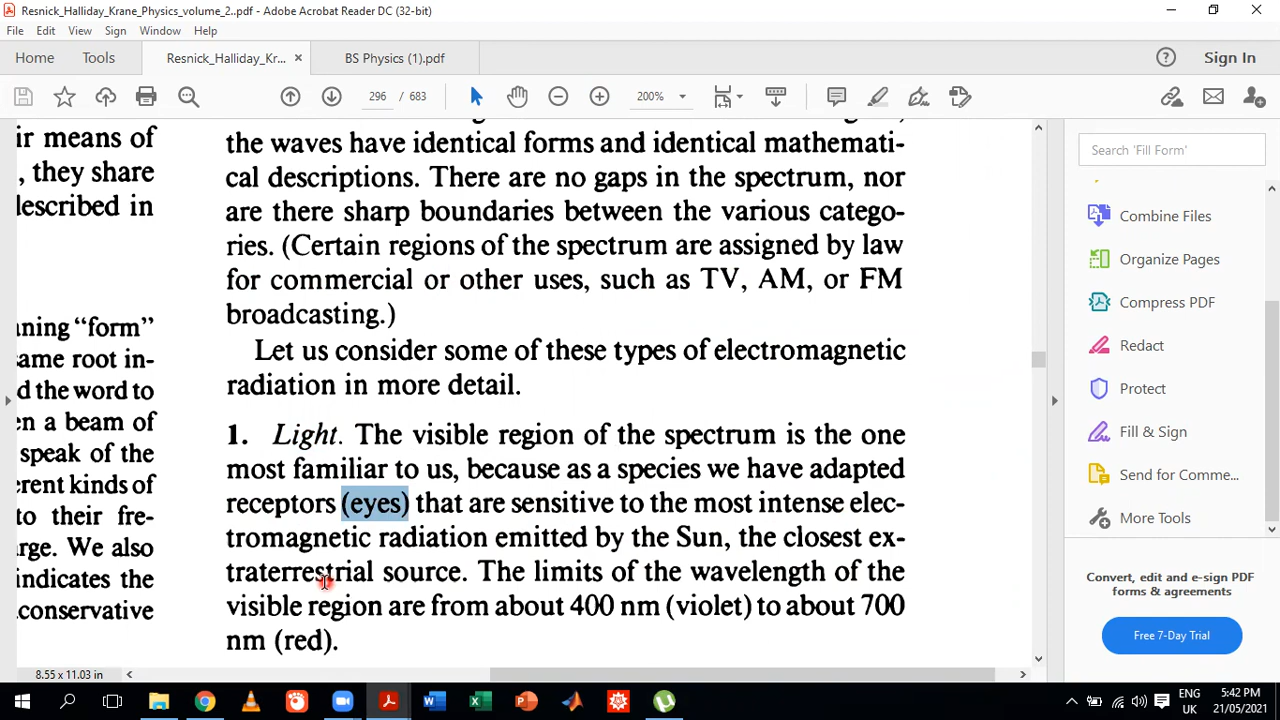 Resnick_Halliday_Krane_Physics_volume_2..pdf - Adobe Acrobat Reader DC (32-bit)
File Edit View Sign Window Help
Home Tools Resnick_Halliday_Kr... × BS Physics (1).pdf Sign In
296 / 683 200%
ir means of
, they share
lescribed in
ning "form"
ame root in-
d the word to
en a beam of
speak of the
erent kinds of
to their fre-
rge. We also
indicates the
conservative
the waves have identical forms and identical mathemati-
cal descriptions. There are no gaps in the spectrum, nor
are there sharp boundaries between the various catego-
ries. (Certain regions of the spectrum are assigned by law
for commercial or other uses, such as TV, AM, or FM
broadcasting.)
Let us consider some of these types of electromagnetic
radiation in more detail.
1. Light. The visible region of the spectrum is the one
most familiar to us, because as a species we have adapted
receptors (eyes) that are sensitive to the most intense elec-
tromagnetic radiation emitted by the Sun, the closest ex-
traterrestrial source. The limits of the wavelength of the
visible region are from about 400 nm (violet) to about 700
nm (red).
8.55 x 11.03 in
Search 'Fill Form'
Combine Files
Organize Pages
Compress PDF
Redact
Protect
Fill & Sign
Send for Comme...
More Tools
Convert, edit and e-sign PDF
forms & agreements
Free 7-Day Trial
ENG
UK
5:42 PM
21/05/2021